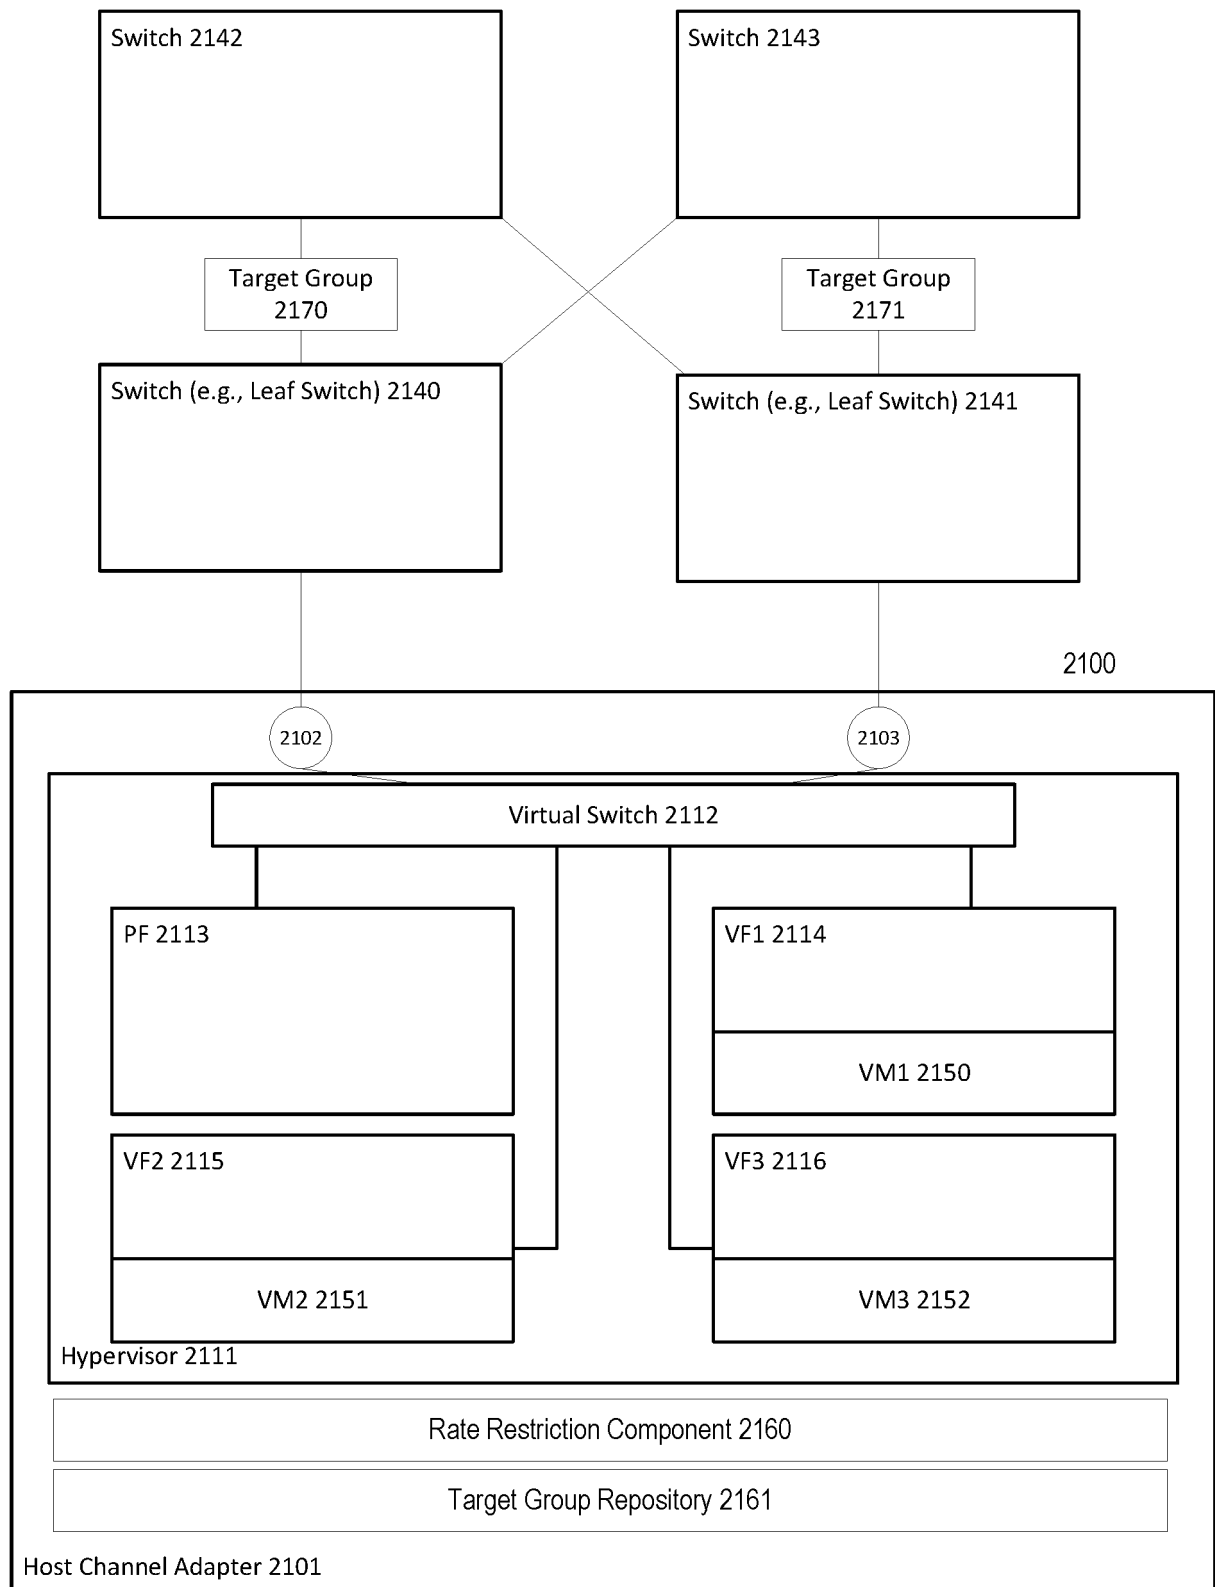 Switch 2142
Switch 2143
Target Group
2170
Target Group
2171
Switch (e.g., Leaf Switch) 2140
Switch (e.g., Leaf Switch) 2141
2100
2102
2103
Virtual Switch 2112
PF 2113
VF1 2114
VM1 2150
VF2 2115
VF3 2116
VM2 2151
VM3 2152
Hypervisor 2111
Rate Restriction Component 2160
Target Group Repository 2161
Host Channel Adapter 2101